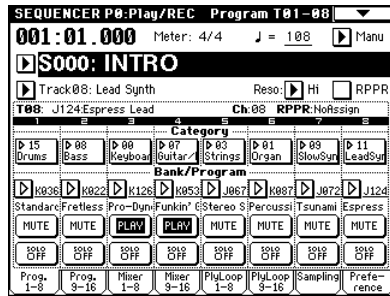 SEQUENCER P0:Play/REC Program T01-08
001:01.000 Meter: 4/4 ♩ = 108 Manu
S000: INTRO
Track08: Lead Synth Reso: Hi RPPR
T08: J124:Espress Lead Ch:08 RPPR:NoAssign
1 2 3 4 5 6 7 8
Category
15 08 00 07 03 01 09 11
Drums Bass Keyboar Guitar/ Strings Organ SlowSyn LeadSyn
Bank/Program
K036 K022 K126 K053 J067 K087 J072 J124
Standard Fretless Pro-Dyn Funkin' G Stereo S Percussi Tsunami Espress
MUTE MUTE PLAY PLAY MUTE MUTE MUTE MUTE
SOLO OFF SOLO OFF SOLO OFF SOLO OFF SOLO OFF SOLO OFF SOLO OFF SOLO OFF
Prog. 1-8 Prog. 9-16 Mixer 1-8 Mixer 9-16 PlyLoop 1-8 PlyLoop 9-16 Sampling Prefe-rence